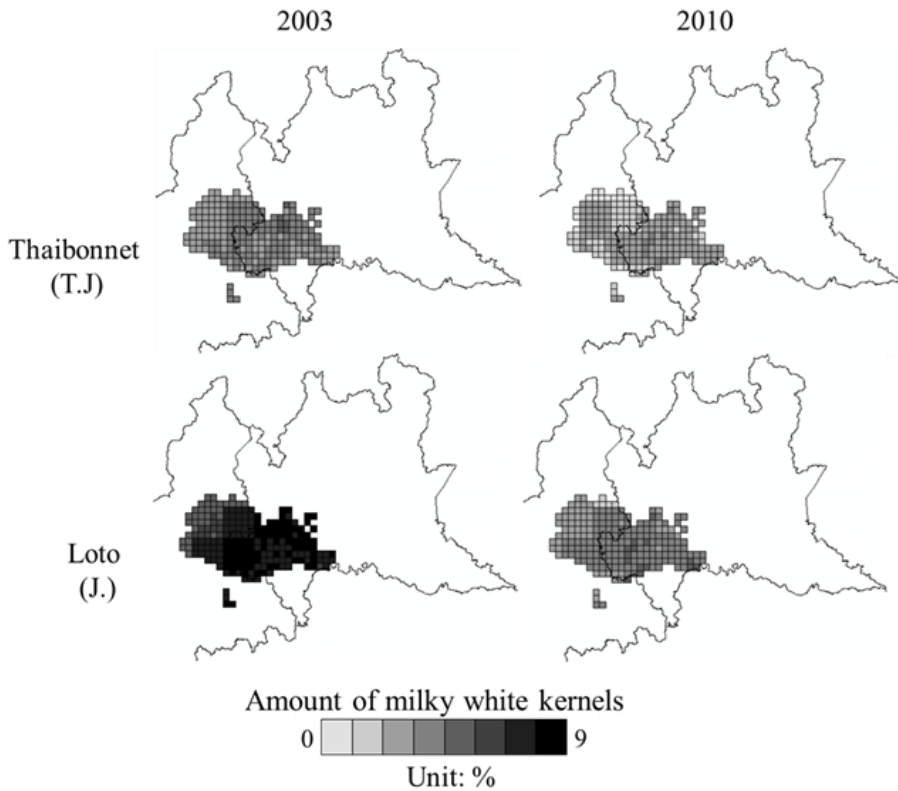 2003
2010
Thaibonnet
(T.J)
Loto
(J.)
Amount of milky white kernels
0
9
Unit: %